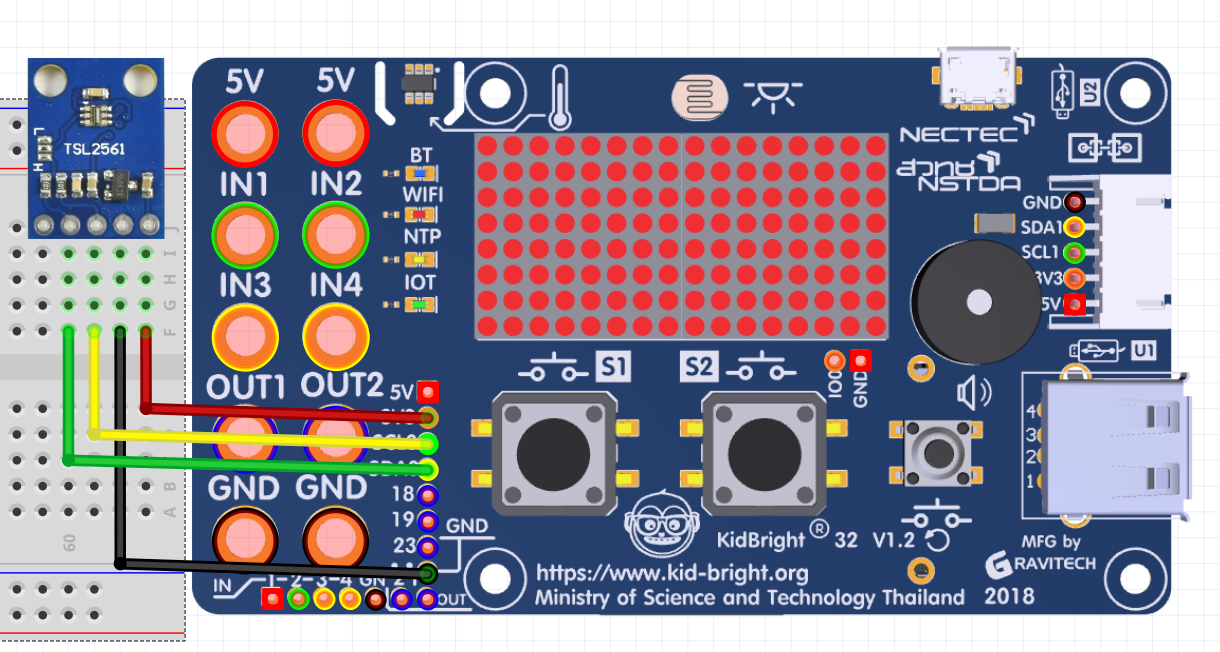 TSL2561
L
H
J
I
H
G
F
B
A
60
5V 5V
IN1 IN2
IN3 IN4
OUT1 OUT2
GND GND
BT
WIFI
NTP
IOT
5V
18
19
23
GND
IN 1-2-3-4 GN
OUT
U2
NECTEC
NSTDA
GND
SDA1
SCL1
3V3
5V
U1
S1 S2
IO0
GND
4
3
2
1
KidBright ® 32 V1.2
https://www.kid-bright.org
Ministry of Science and Technology Thailand 2018
MFG by
GRAVITECH